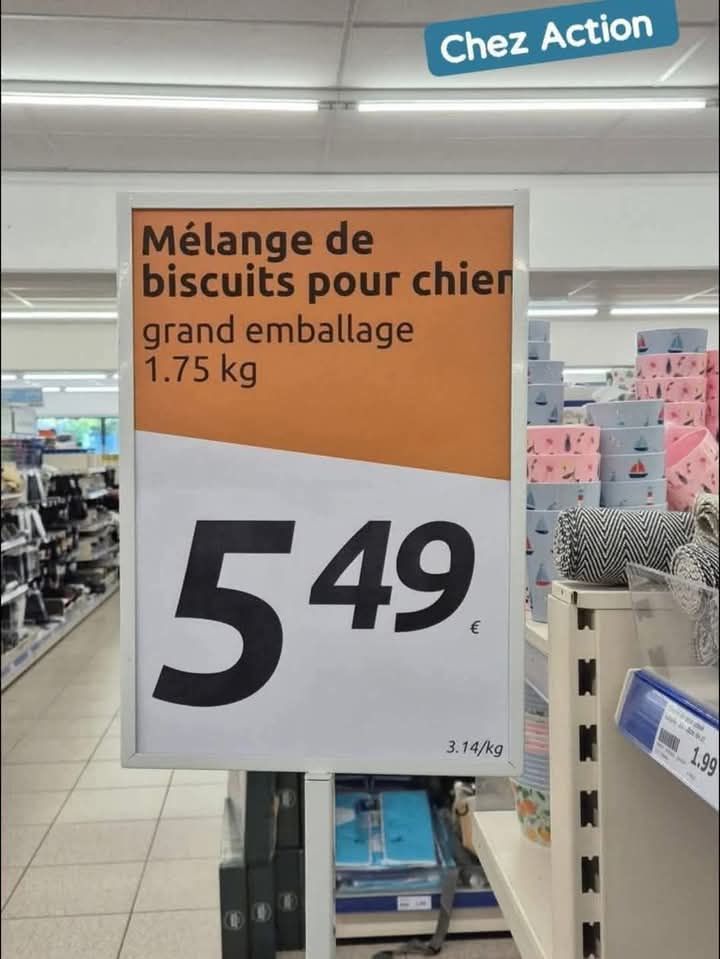 Chez Action
Mélange de
biscuits pour chien
grand emballage
1.75 kg
5 49
€
3.14/kg
1.99